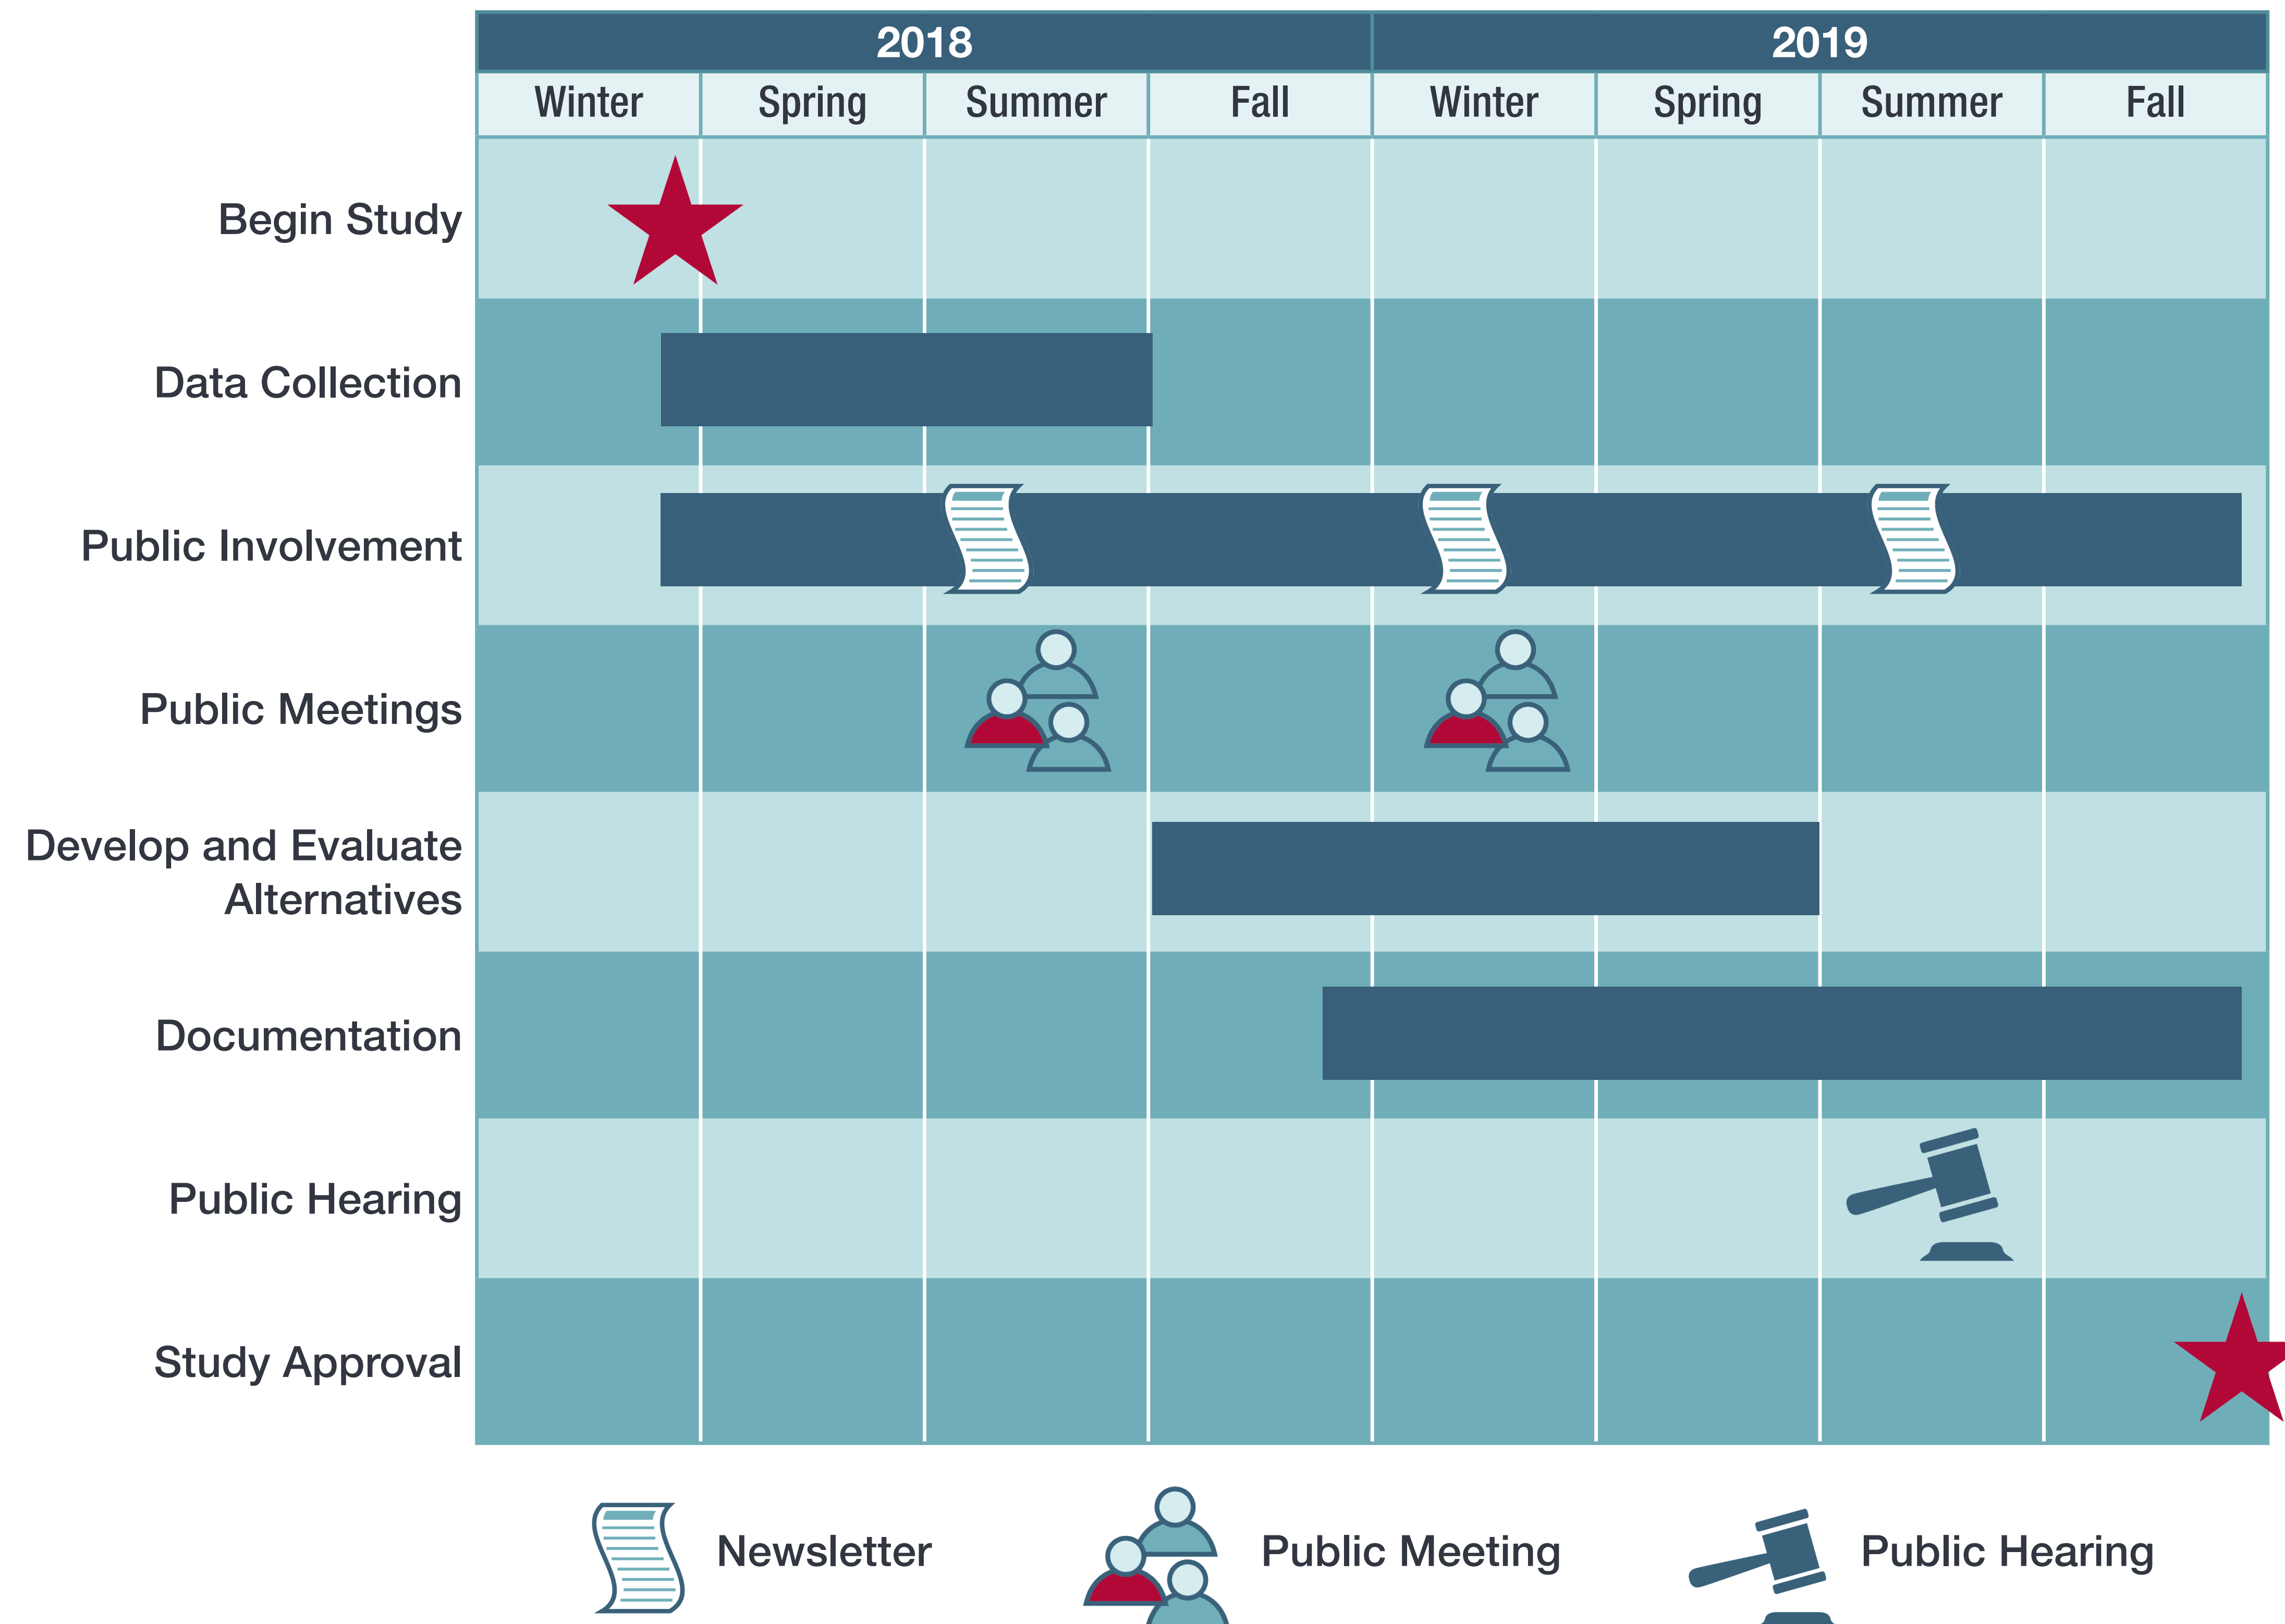 2018 2019
Winter Spring Summer Fall Winter Spring Summer Fall
Begin Study
Data Collection
Public Involvement
Public Meetings
Develop and Evaluate
Alternatives
Documentation
Public Hearing
Study Approval
Newsletter Public Meeting Public Hearing